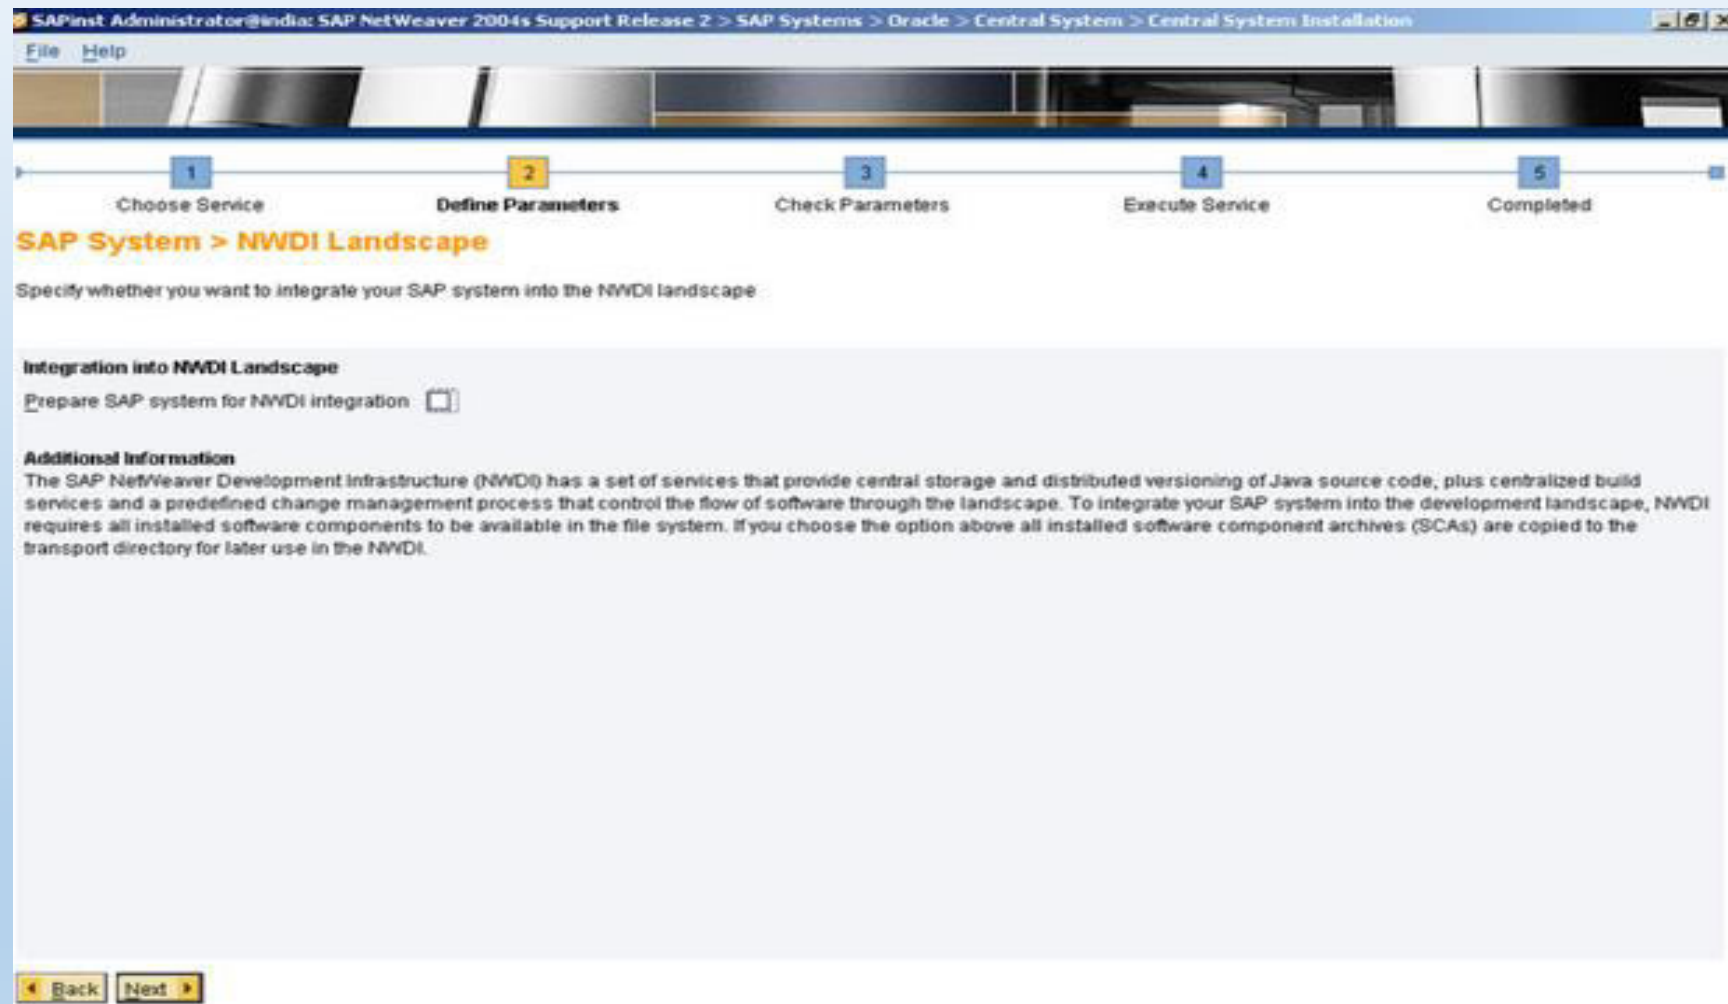 SAPinst Administrator@india: SAP NetWeaver 2004s Support Release 2 > SAP Systems > Oracle > Central System > Central System Installation
File Help
1 2 3 4 5
Choose Service Define Parameters Check Parameters Execute Service Completed
SAP System > NWDI Landscape
Specify whether you want to integrate your SAP system into the NWDI landscape
Integration into NWDI Landscape
Prepare SAP system for NWDI integration
Additional Information
The SAP NetWeaver Development Infrastructure (NWDI) has a set of services that provide central storage and distributed versioning of Java source code, plus centralized build
services and a predefined change management process that control the flow of software through the landscape. To integrate your SAP system into the development landscape, NWDI
requires all installed software components to be available in the file system. If you choose the option above all installed software component archives (SCAs) are copied to the
transport directory for later use in the NWDI.
Back Next